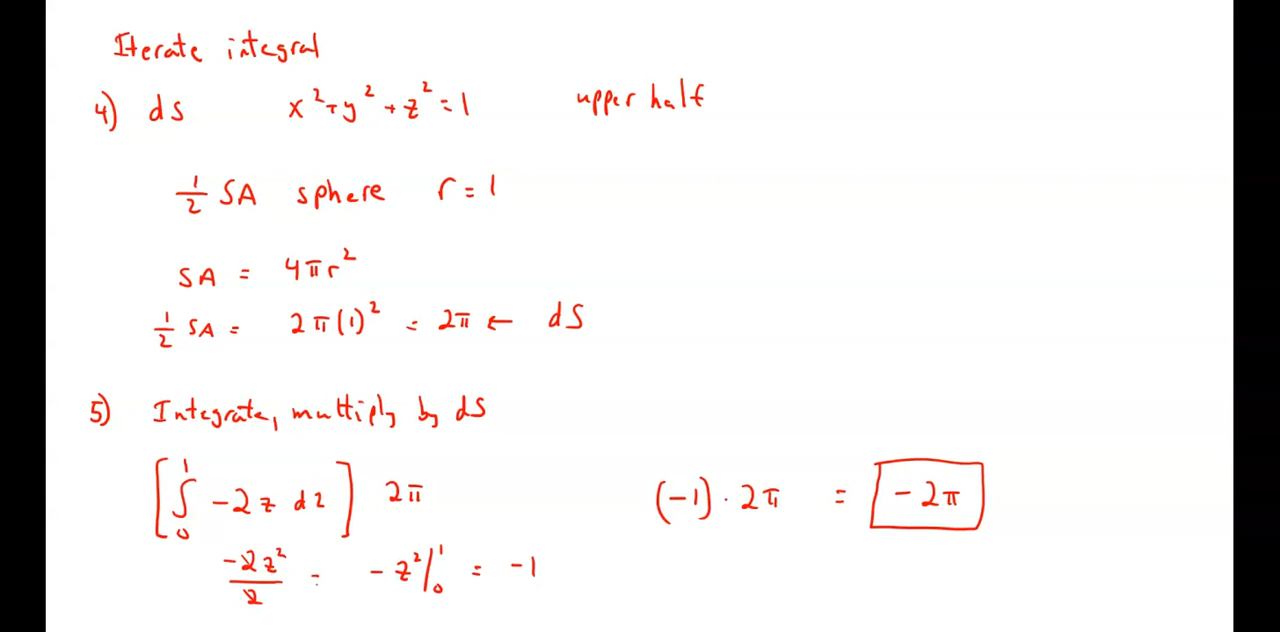 Iterate integral
4) dS x²+y²+z²=1 upper half
1/2 SA sphere r=1
SA = 4πr²
1/2 SA = 2π(1)² = 2π ← dS
5) Integrate, multiply by dS
[∫₀¹ -2z dz] 2π (-1)·2π = -2π
-2z²/2 = -z²|₀¹ = -1